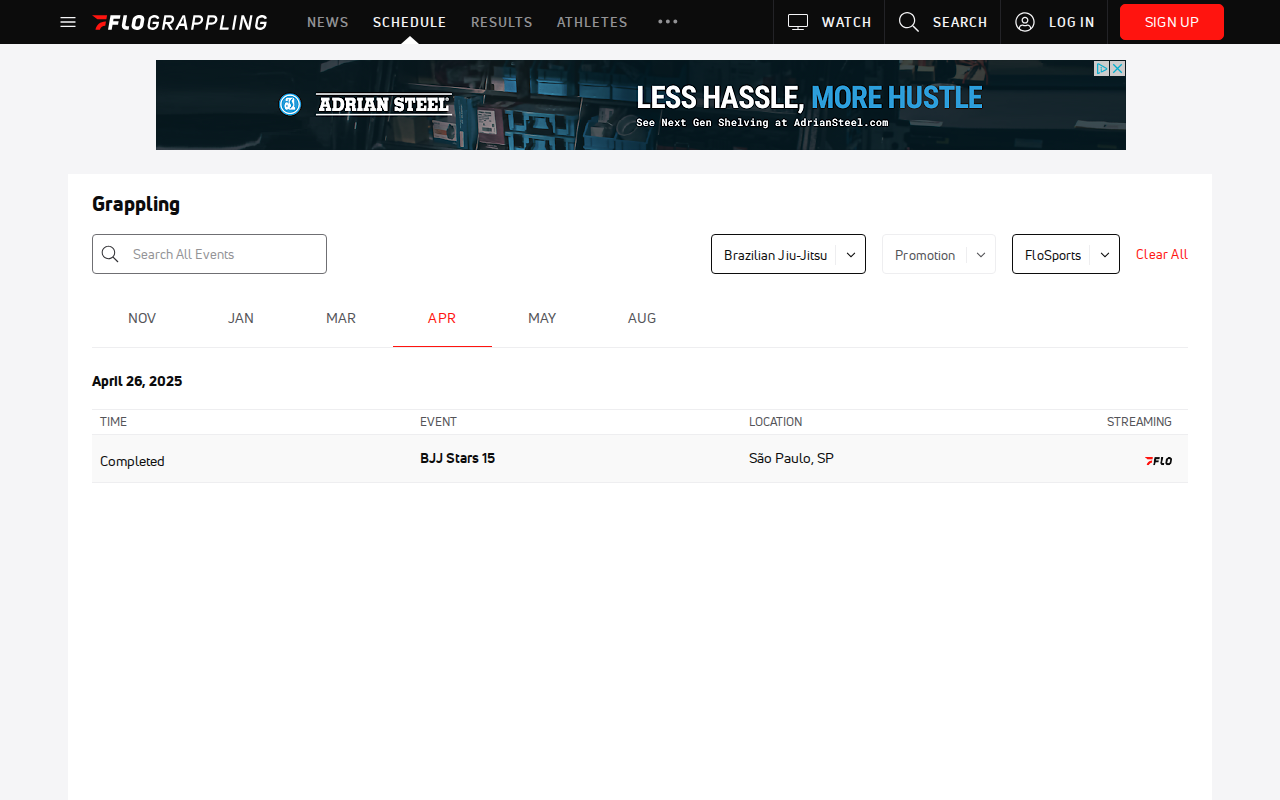 FLOGRAPPLING NEWS SCHEDULE RESULTS ATHLETES WATCH SEARCH LOG IN SIGN UP
ADRIAN STEEL
LESS HASSLE, MORE HUSTLE
See Next Gen Shelving at AdrianSteel.com
Grappling
Search All Events Brazilian Jiu-Jitsu Promotion FloSports Clear All
NOV JAN MAR APR MAY AUG
April 26, 2025
TIME EVENT LOCATION STREAMING
Completed BJJ Stars 15 São Paulo, SP FLO